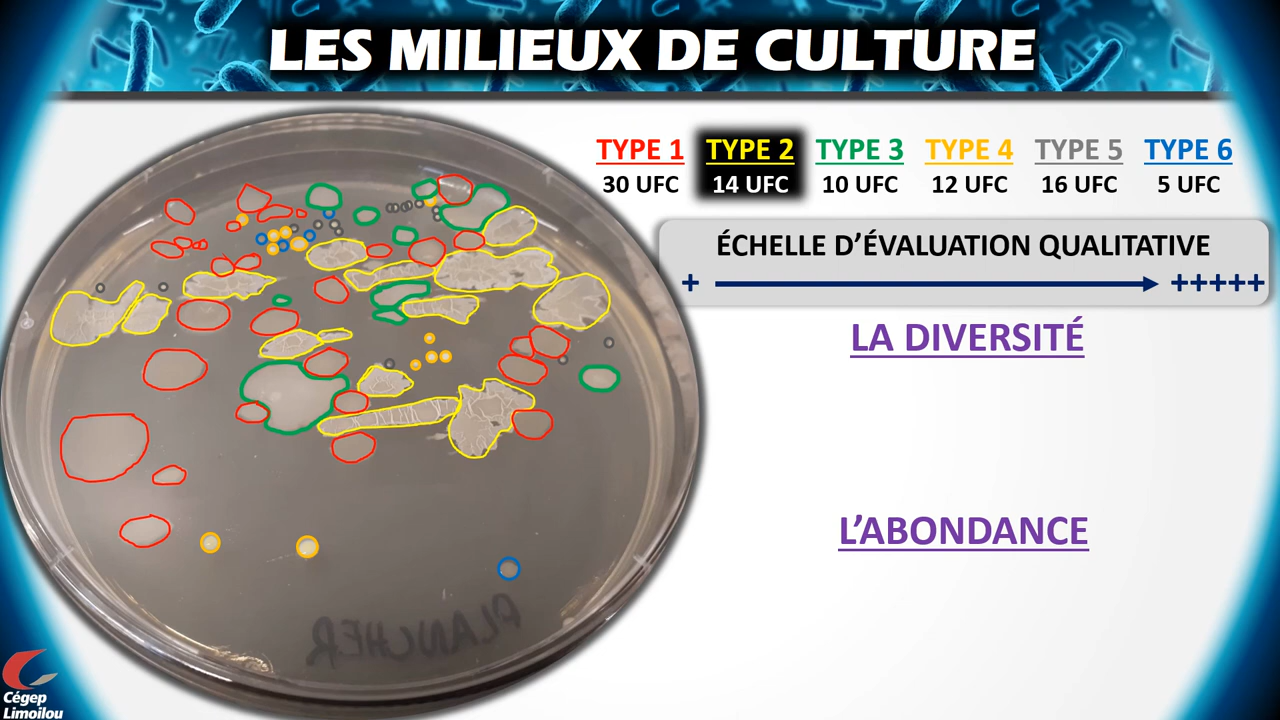 LES MILIEUX DE CULTURE
TYPE 1 TYPE 2 TYPE 3 TYPE 4 TYPE 5 TYPE 6
30 UFC 14 UFC 10 UFC 12 UFC 16 UFC 5 UFC
ÉCHELLE D'ÉVALUATION QUALITATIVE
+ +++++
LA DIVERSITÉ
L'ABONDANCE
PLANCHER
Cégep
Limoilou